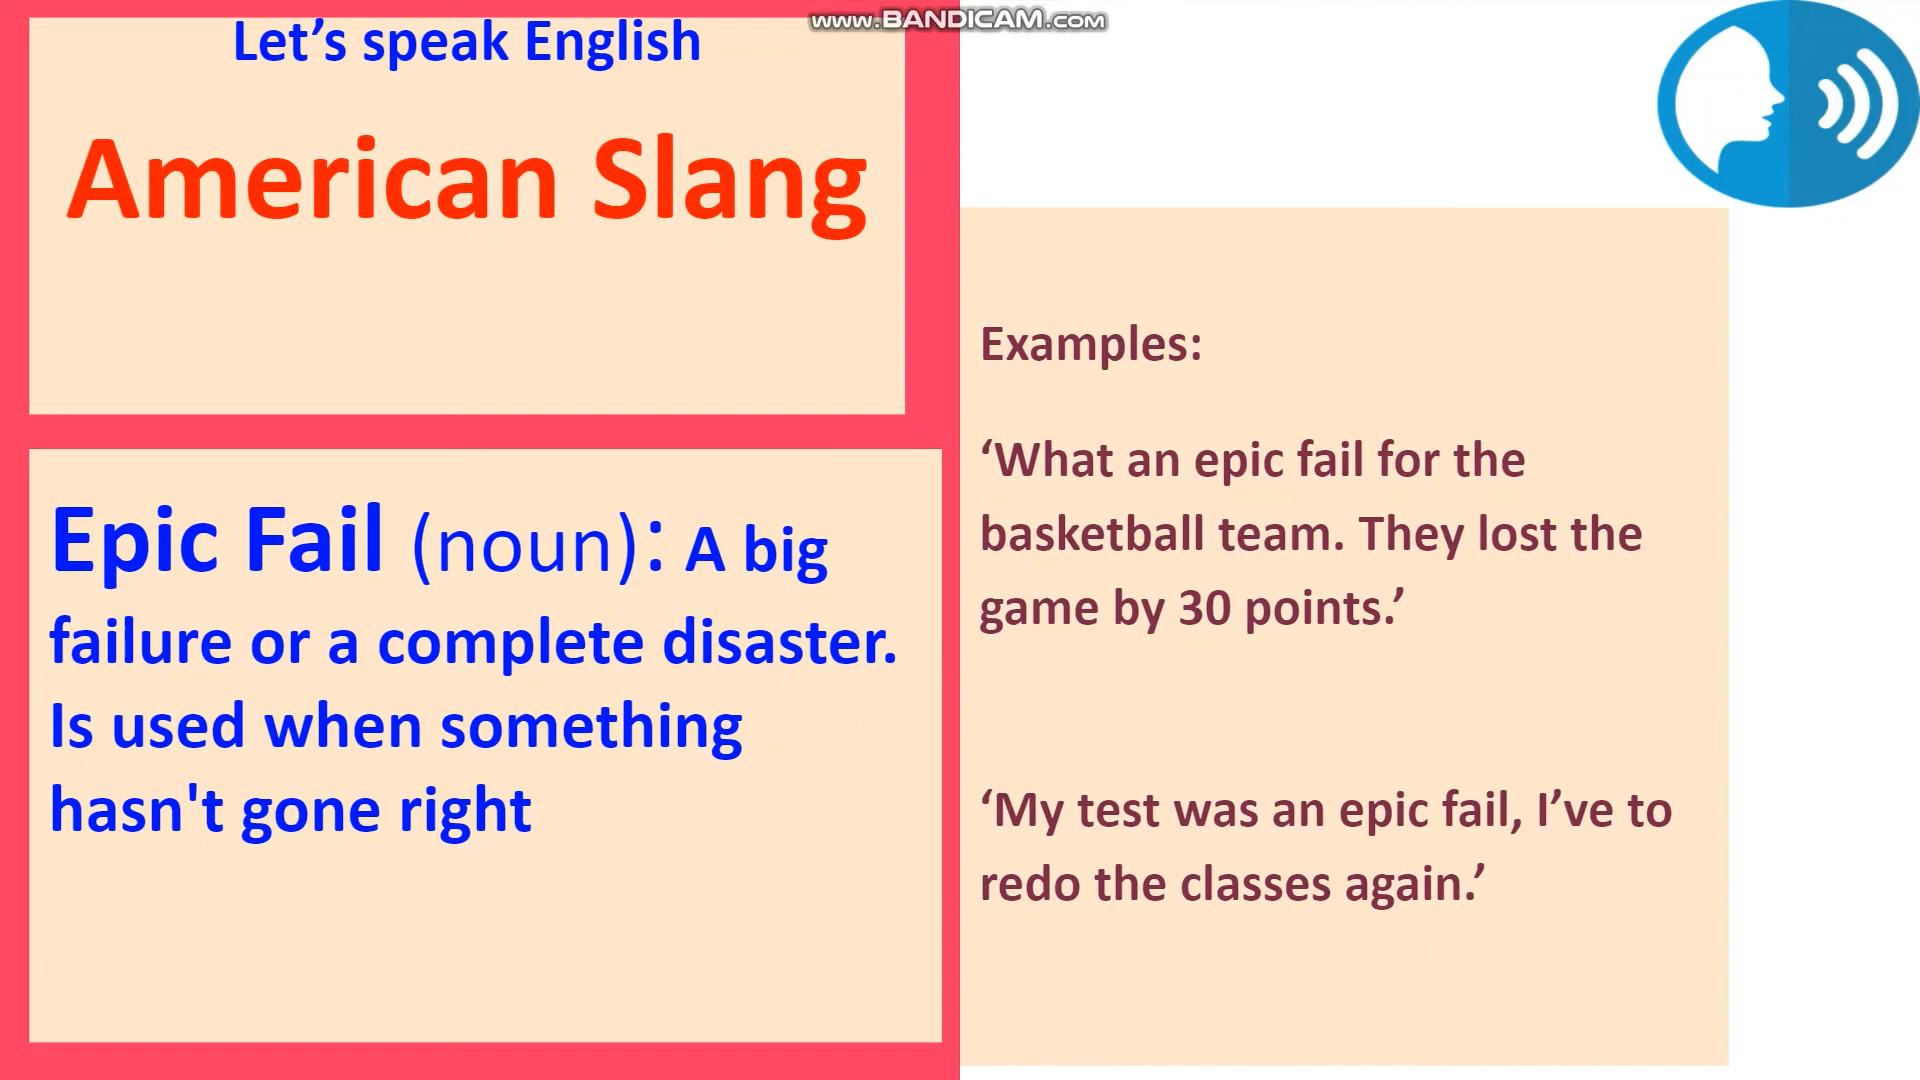 www.BANDICAM.com
Let’s speak English
American Slang
Epic Fail (noun): A big
failure or a complete disaster.
Is used when something
hasn't gone right
Examples:
‘What an epic fail for the
basketball team. They lost the
game by 30 points.’
‘My test was an epic fail, I’ve to
redo the classes again.’